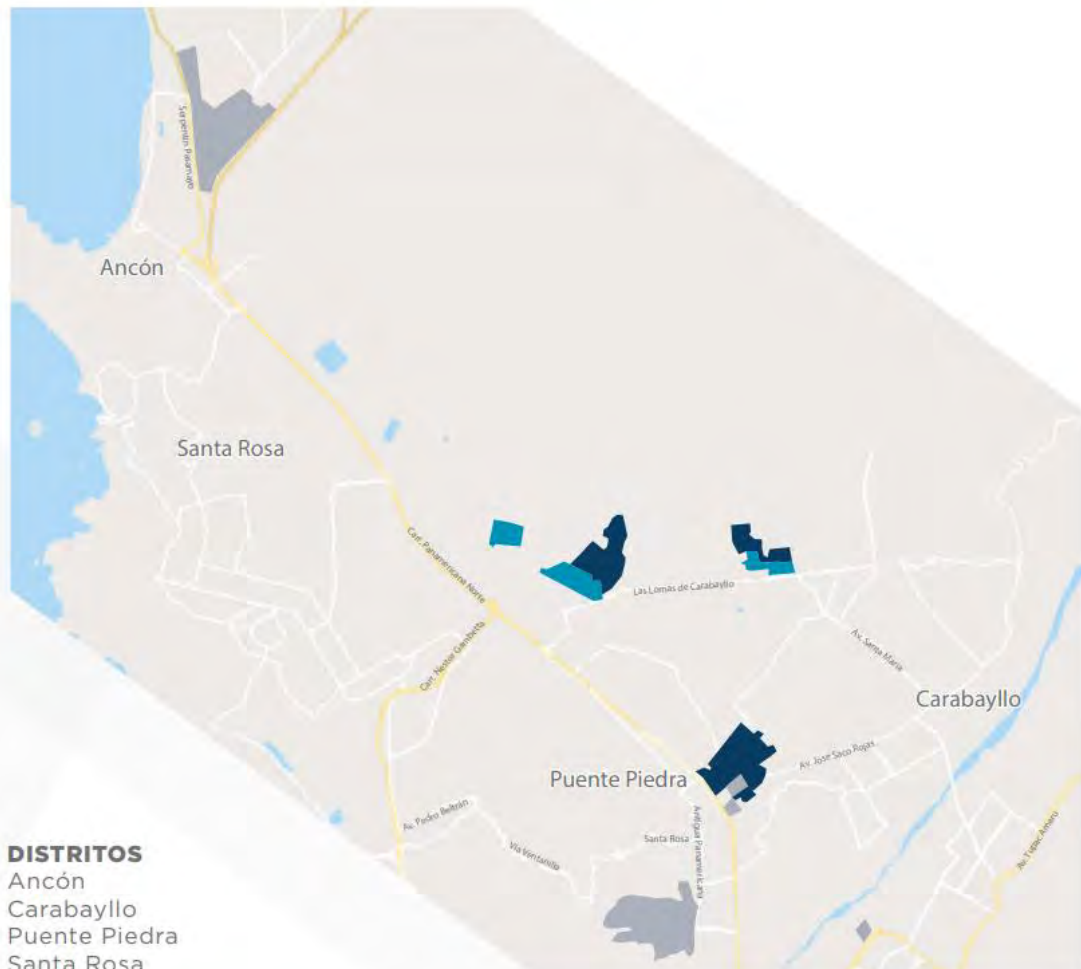 Serpentín Pasamayo
Ancón
Santa Rosa
Carr. Panamericana Norte
Las Lomas de Carabayllo
Carr. Néstor Gambetta
Av. Santa María
Carabayllo
Av. Jose Saco Rojas
Puente Piedra
Av. Pedro Beltrán
Antigua Panamericana
Santa Rosa
Vía Ventanilla
Av. Túpac Amaru
DISTRITOS
Ancón
Carabayllo
Puente Piedra
Santa Rosa